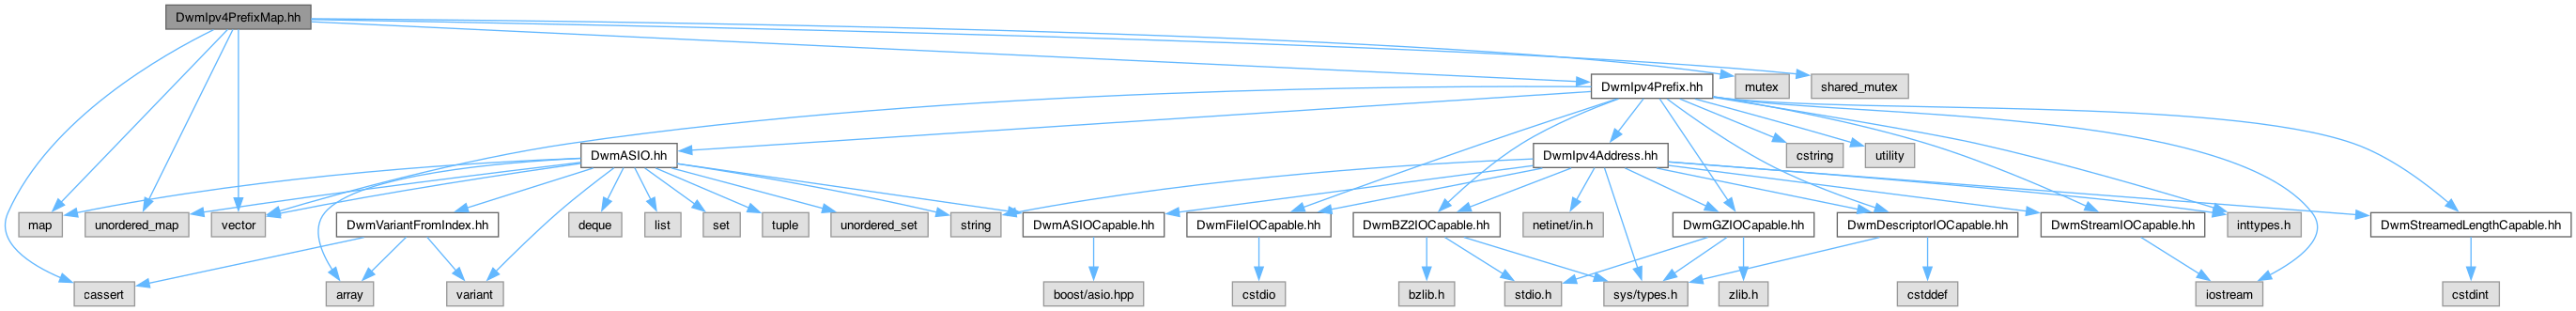 DwmIpv4PrefixMap.hh
DwmIpv4Prefix.hh
mutex
shared_mutex
DwmASIO.hh
DwmIpv4Address.hh
cstring
utility
map
unordered_map
vector
DwmVariantFromIndex.hh
deque
list
set
tuple
unordered_set
string
DwmASIOCapable.hh
DwmFileIOCapable.hh
DwmBZ2IOCapable.hh
netinet/in.h
DwmGZIOCapable.hh
DwmDescriptorIOCapable.hh
DwmStreamIOCapable.hh
inttypes.h
DwmStreamedLengthCapable.hh
cassert
array
variant
boost/asio.hpp
cstdio
bzlib.h
stdio.h
sys/types.h
zlib.h
cstddef
iostream
cstdint